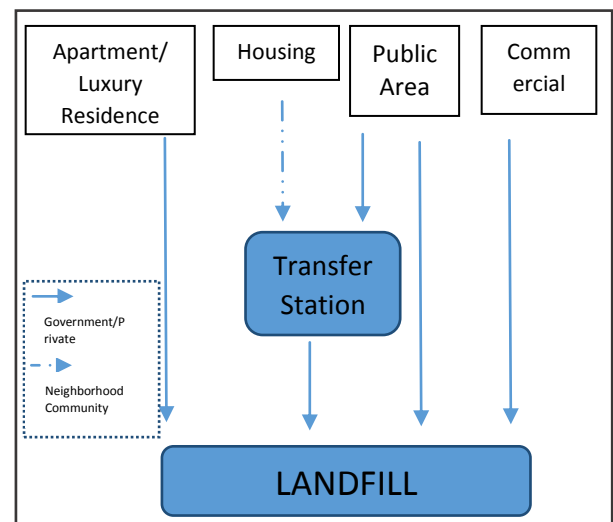 Apartment/
Luxury
Residence
Housing
Public
Area
Comm
ercial
Transfer
Station
Government/P
rivate
Neighborhood
Community
LANDFILL